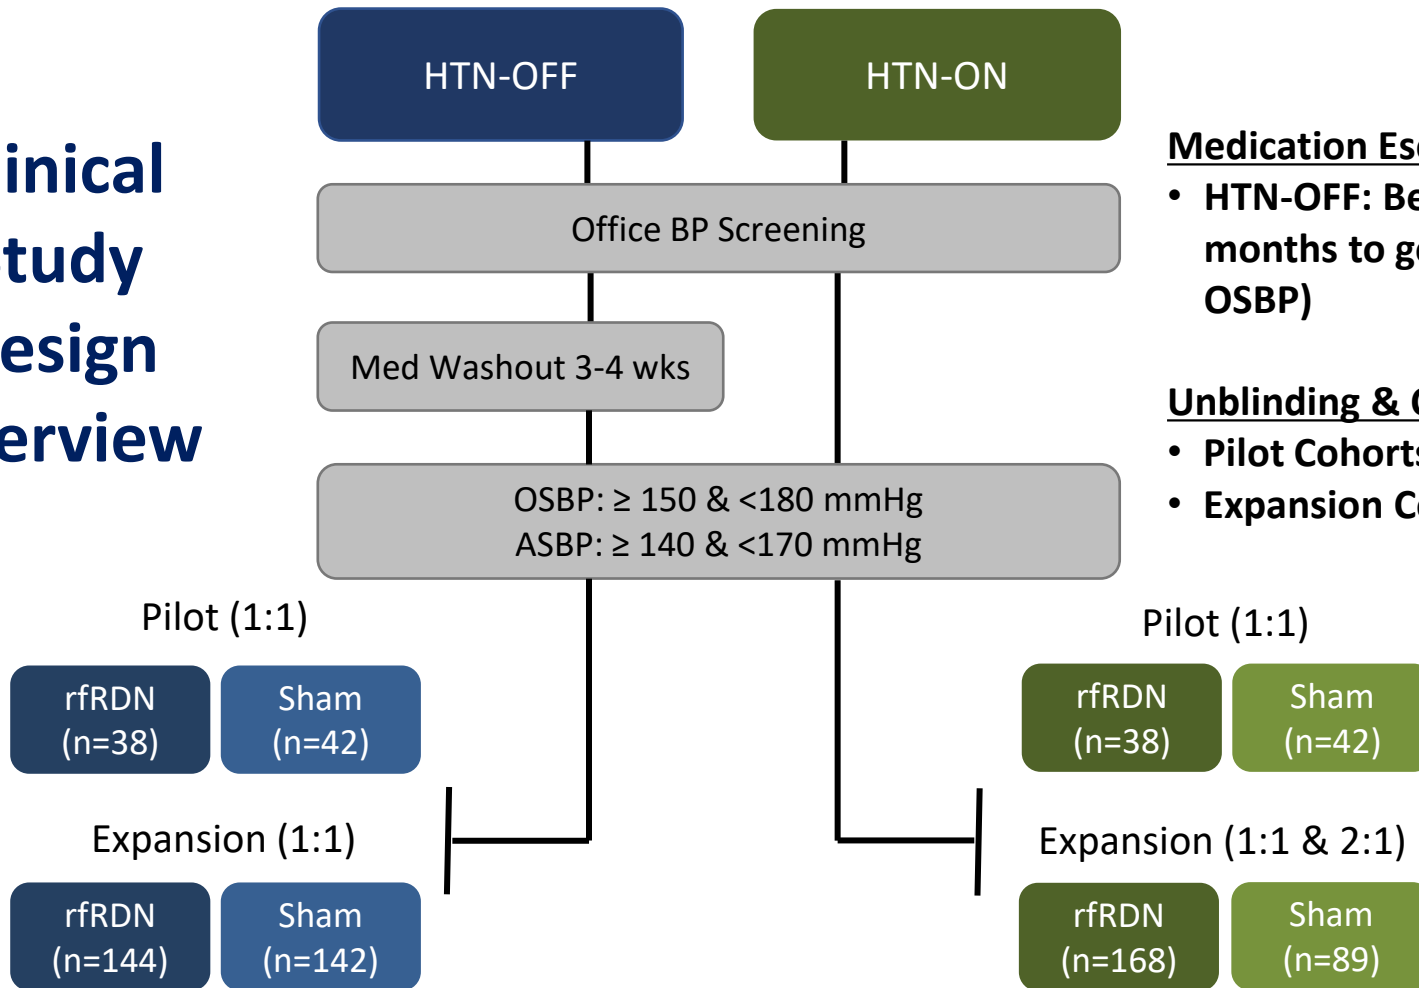 HTN-OFF
HTN-ON
inical
tudy
esign
erview
Office BP Screening
Med Washout 3-4 wks
OSBP: ≥ 150 & <180 mmHg
ASBP: ≥ 140 & <170 mmHg
Medication Es
• HTN-OFF: Be
months to g
OSBP)
Unblinding &
• Pilot Cohorts
• Expansion C
Pilot (1:1)
rfRDN
(n=38)
Sham
(n=42)
Expansion (1:1)
rfRDN
(n=144)
Sham
(n=142)
Pilot (1:1)
rfRDN
(n=38)
Sham
(n=42)
Expansion (1:1 & 2:1)
rfRDN
(n=168)
Sham
(n=89)